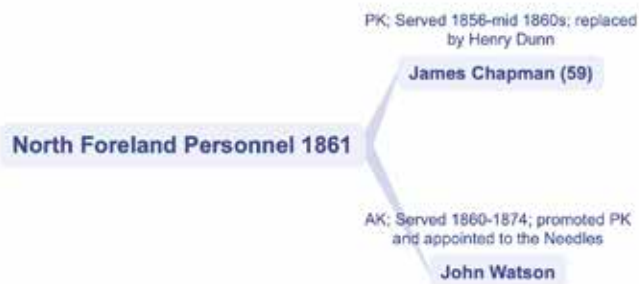 PK; Served 1856-mid 1860s; replaced
by Henry Dunn
James Chapman (59)
North Foreland Personnel 1861
AK; Served 1860-1874; promoted PK
and appointed to the Needles
John Watson